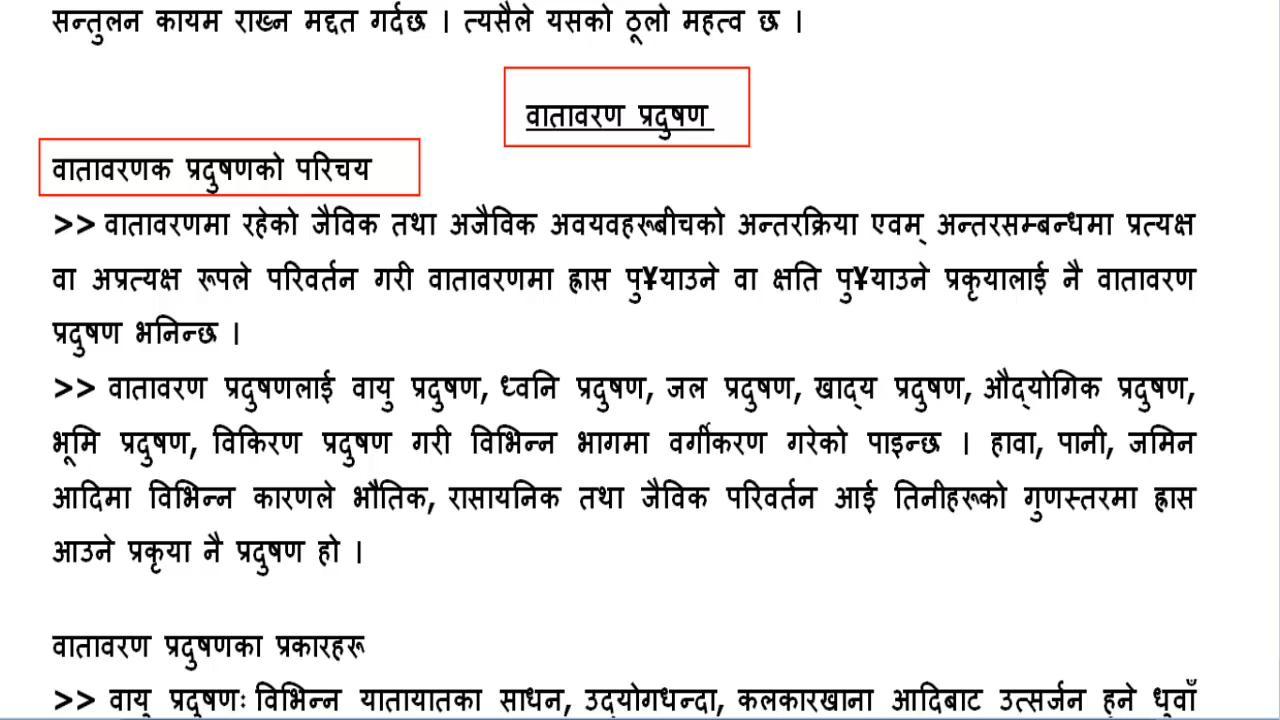 सन्तुलन कायम राख्न मद्दत गर्दछ । त्यसैले यसको ठूलो महत्व छ ।
वातावरण प्रदुषण
वातावरणक प्रदुषणको परिचय
>> वातावरणमा रहेको जैविक तथा अजैविक अवयवहरूबीचको अन्तरक्रिया एवम् अन्तरसम्बन्धमा प्रत्यक्ष
वा अप्रत्यक्ष रूपले परिवर्तन गरी वातावरणमा ह्रास पु¥याउने वा क्षति पु¥याउने प्रकृयालाई नै वातावरण
प्रदुषण भनिन्छ ।
>> वातावरण प्रदुषणलाई वायु प्रदुषण, ध्वनि प्रदुषण, जल प्रदुषण, खाद्य प्रदुषण, औद्योगिक प्रदुषण,
भूमि प्रदुषण, विकिरण प्रदुषण गरी विभिन्न भागमा वर्गीकरण गरेको पाइन्छ । हावा, पानी, जमिन
आदिमा विभिन्न कारणले भौतिक, रासायनिक तथा जैविक परिवर्तन आई तिनीहरूको गुणस्तरमा ह्रास
आउने प्रकृया नै प्रदुषण हो ।
वातावरण प्रदुषणका प्रकारहरू
>> वायु प्रदुषणः विभिन्न यातायातका साधन, उद्योगधन्दा, कलकारखाना आदिबाट उत्सर्जन हुने धुवाँ